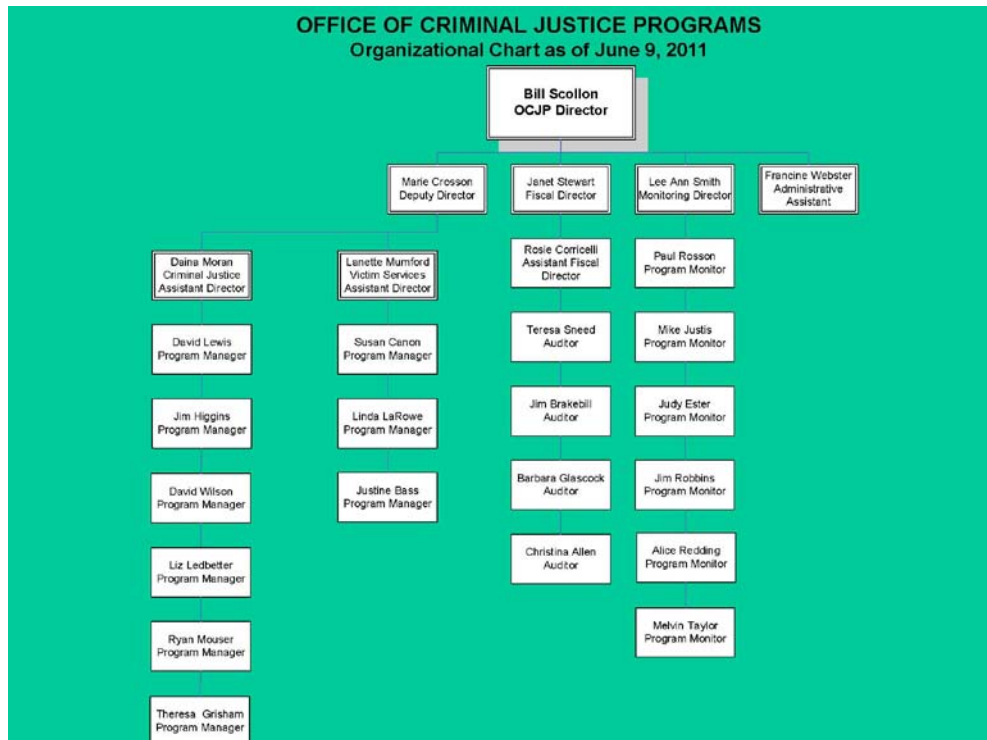 OFFICE OF CRIMINAL JUSTICE PROGRAMS
Organizational Chart as of June 9, 2011
Bill Scollon
OCJP Director
Marie Crosson
Deputy Director
Janet Stewart
Fiscal Director
Lee Ann Smith
Monitoring Director
Francine Webster
Administrative
Assistant
Daina Moran
Criminal Justice
Assistant Director
David Lewis
Program Manager
Jim Higgins
Program Manager
David Wilson
Program Manager
Liz Ledbetter
Program Manager
Ryan Mouser
Program Manager
Theresa Grisham
Program Manager
Lanette Mumford
Victim Services
Assistant Director
Susan Canon
Program Manager
Linda LaRowe
Program Manager
Justine Bass
Program Manager
Rosie Corricelli
Assistant Fiscal
Director
Teresa Sneed
Auditor
Jim Brakebill
Auditor
Barbara Glascock
Auditor
Christina Allen
Auditor
Paul Rosson
Program Monitor
Mike Justis
Program Monitor
Judy Ester
Program Monitor
Jim Robbins
Program Monitor
Alice Redding
Program Monitor
Melvin Taylor
Program Monitor